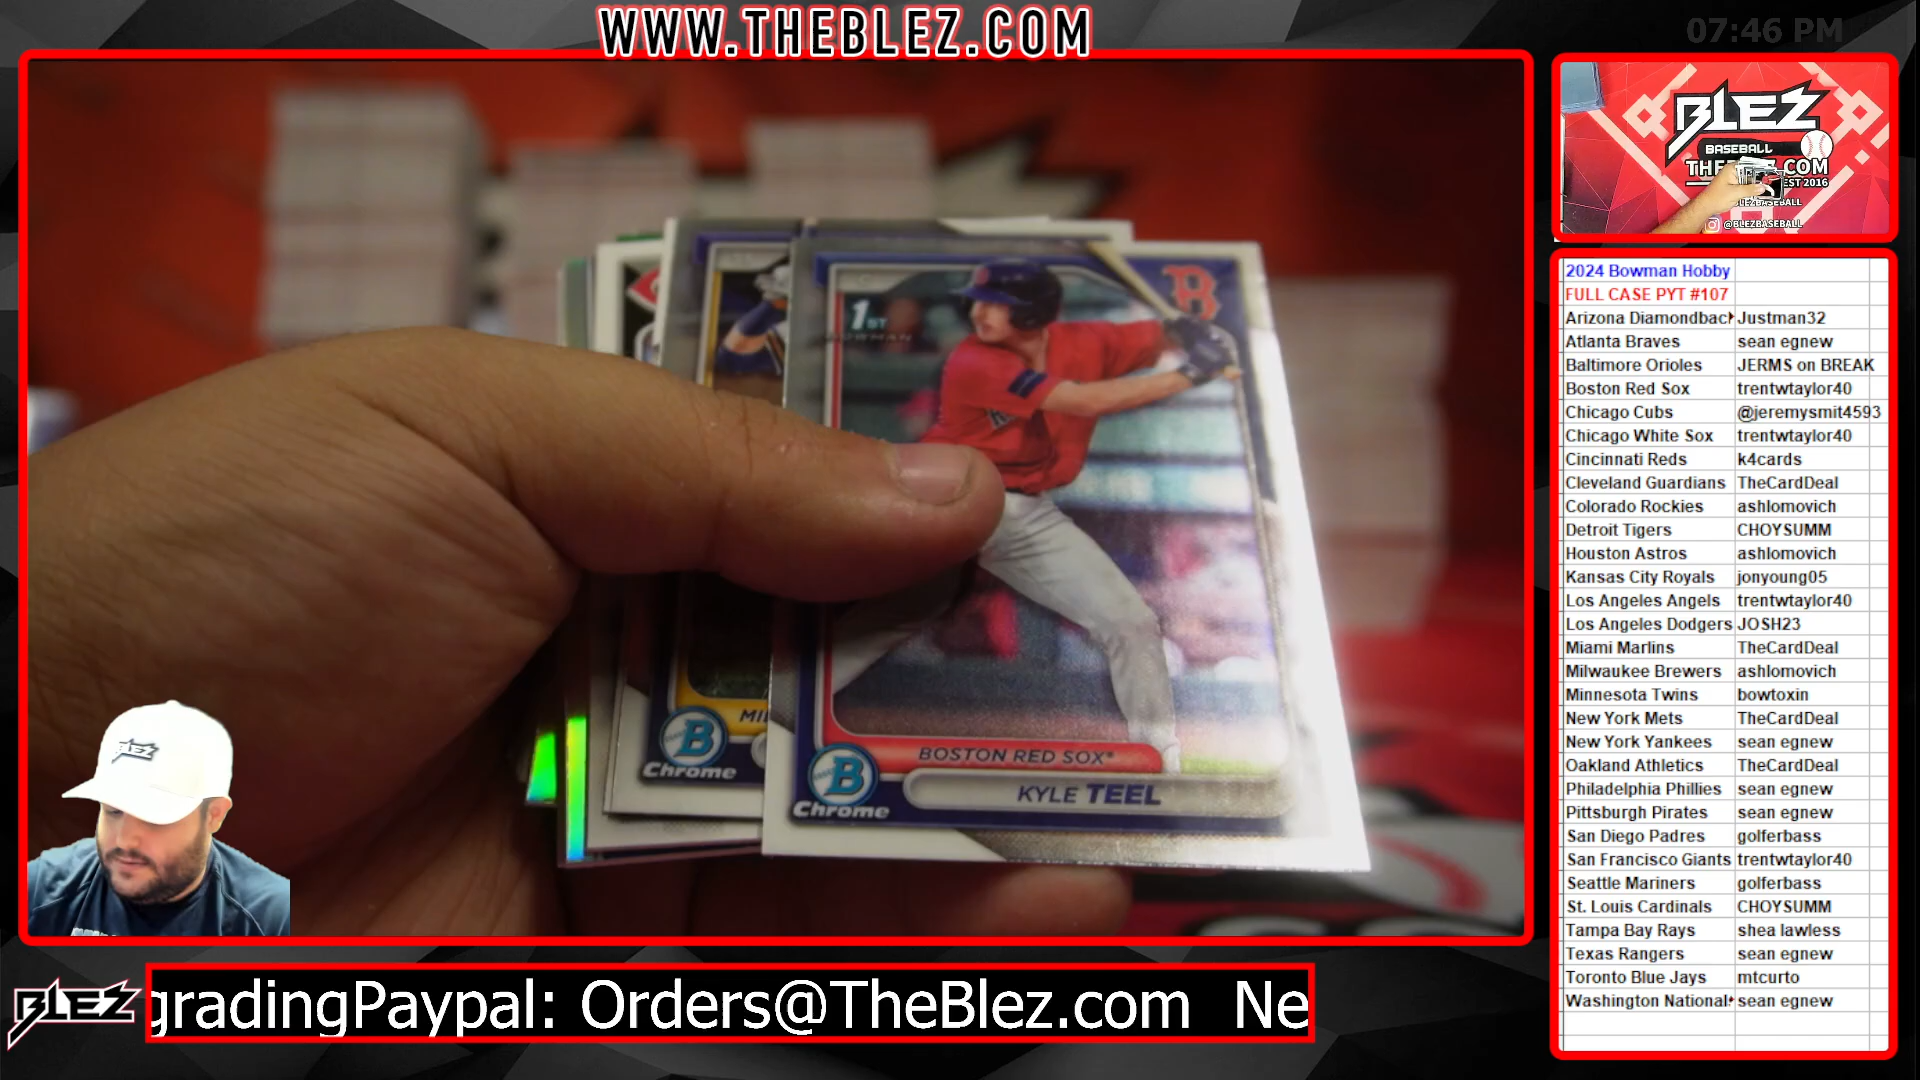 WWW.THEBLEZ.COM
07:46 PM
BLEZ
BASEBALL
EST 2016
@BLEZBASEBALL
1ST
BOWMAN
B
BOSTON RED SOX
KYLE TEEL
B
Chrome
B
Chrome
MIL
BLEZ
2024 Bowman Hobby
FULL CASE PYT #107
Arizona Diamondback Justman32
Atlanta Braves sean egnew
Baltimore Orioles JERMS on BREAK
Boston Red Sox trentwtaylor40
Chicago Cubs @jeremysmit4593
Chicago White Sox trentwtaylor40
Cincinnati Reds k4cards
Cleveland Guardians TheCardDeal
Colorado Rockies ashlomovich
Detroit Tigers CHOYSUMM
Houston Astros ashlomovich
Kansas City Royals jonyoung05
Los Angeles Angels trentwtaylor40
Los Angeles Dodgers JOSH23
Miami Marlins TheCardDeal
Milwaukee Brewers ashlomovich
Minnesota Twins bowtoxin
New York Mets TheCardDeal
New York Yankees sean egnew
Oakland Athletics TheCardDeal
Philadelphia Phillies sean egnew
Pittsburgh Pirates sean egnew
San Diego Padres golferbass
San Francisco Giants trentwtaylor40
Seattle Mariners golferbass
St. Louis Cardinals CHOYSUMM
Tampa Bay Rays shea lawless
Texas Rangers sean egnew
Toronto Blue Jays mtcurto
Washington National sean egnew
BLEZ
gradingPaypal: Orders@TheBlez.com Ne